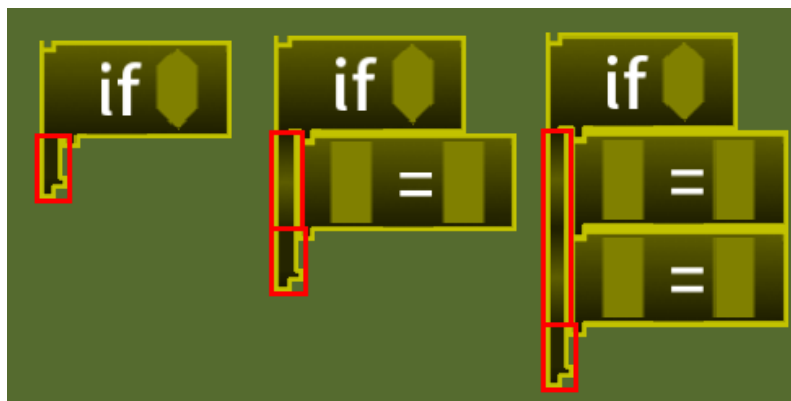 if if if
= =
=